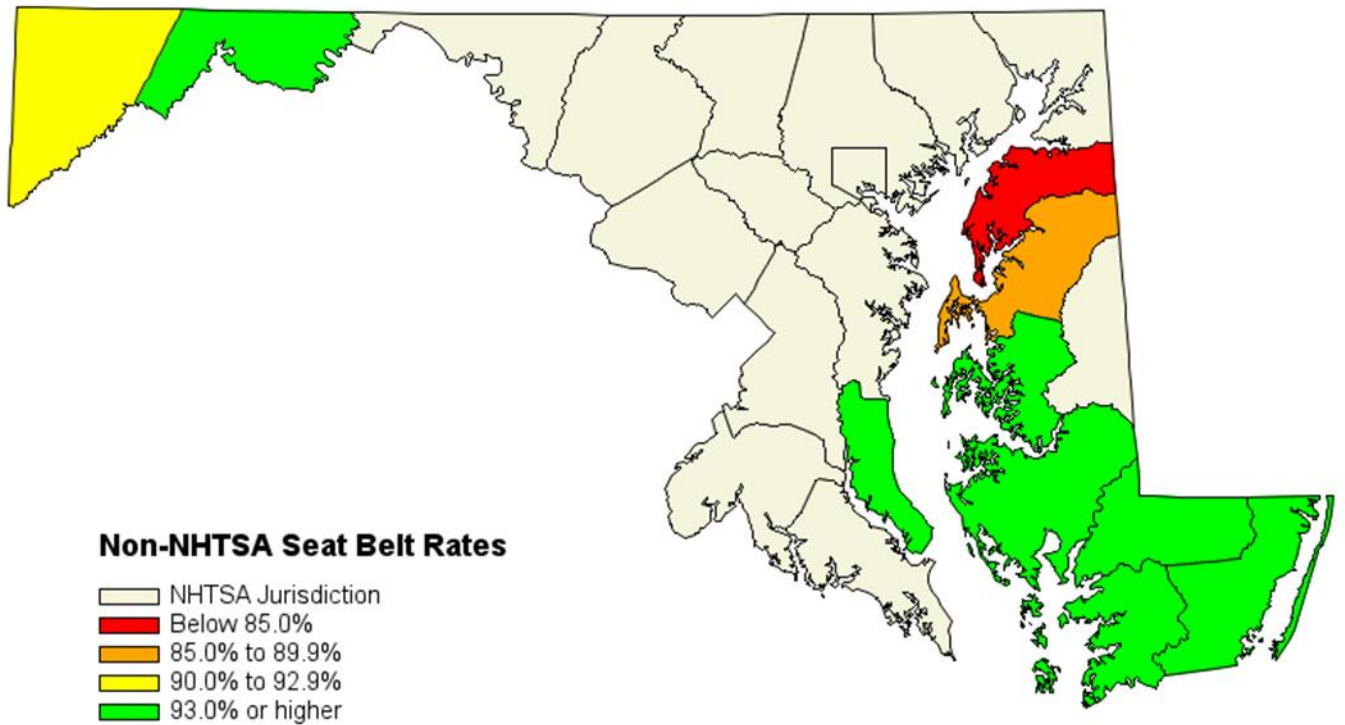 Non-NHTSA Seat Belt Rates
NHTSA Jurisdiction
Below 85.0%
85.0% to 89.9%
90.0% to 92.9%
93.0% or higher